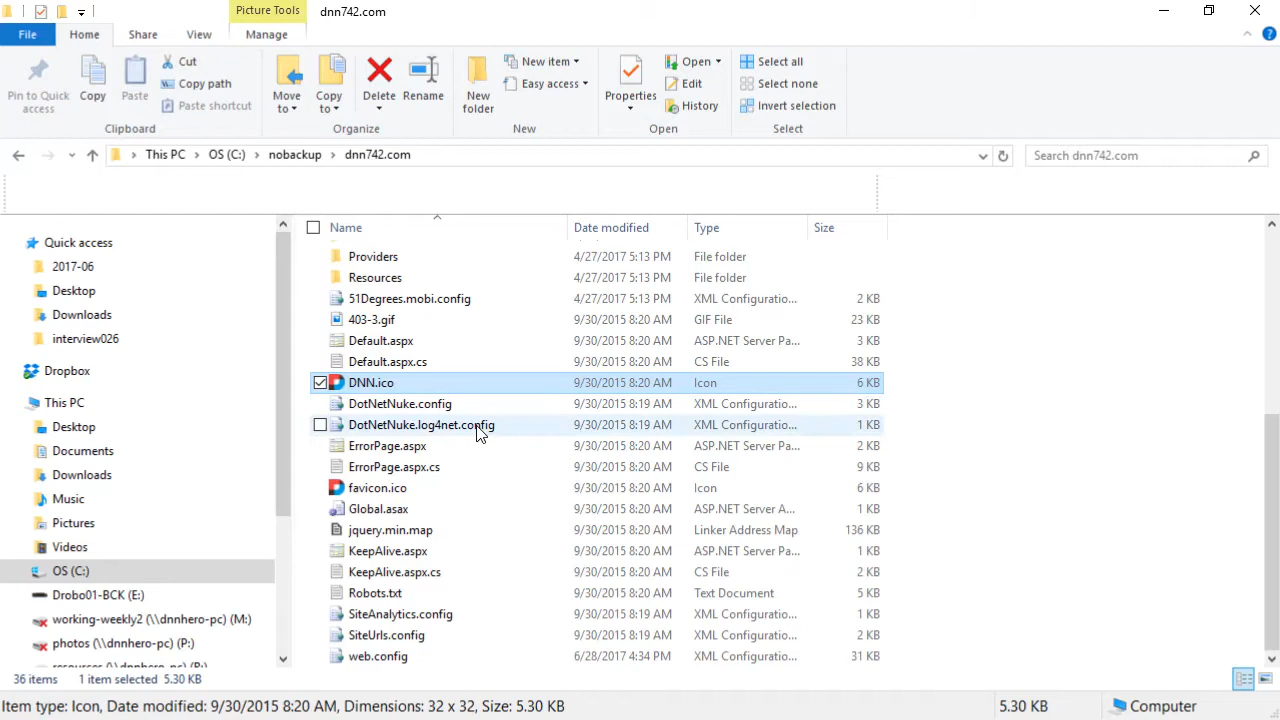 Picture Tools
dnn742.com
File
Home
Share
View
Manage
Pin to Quick access
Copy
Paste
Cut
Copy path
Paste shortcut
Move to
Copy to
Delete
Rename
New folder
New item
Easy access
Properties
Open
Edit
History
Select all
Select none
Invert selection
Clipboard
Organize
New
Open
Select
This PC
OS (C:)
nobackup
dnn742.com
Search dnn742.com
Name
Date modified
Type
Size
Quick access
2017-06
Desktop
Downloads
interview026
Dropbox
This PC
Desktop
Documents
Downloads
Music
Pictures
Videos
OS (C:)
Drobo01-BCK (E:)
working-weekly2 (\\dnnhero-pc) (M:)
photos (\\dnnhero-pc) (P:)
resources (\\dnnhero-pc) (R:)
Providers 4/27/2017 5:13 PM File folder
Resources 4/27/2017 5:13 PM File folder
51Degrees.mobi.config 4/27/2017 5:13 PM XML Configuratio... 2 KB
403-3.gif 9/30/2015 8:20 AM GIF File 23 KB
Default.aspx 9/30/2015 8:20 AM ASP.NET Server Pa... 3 KB
Default.aspx.cs 9/30/2015 8:20 AM CS File 38 KB
DNN.ico 9/30/2015 8:20 AM Icon 6 KB
DotNetNuke.config 9/30/2015 8:19 AM XML Configuratio... 3 KB
DotNetNuke.log4net.config 9/30/2015 8:19 AM XML Configuratio... 1 KB
ErrorPage.aspx 9/30/2015 8:20 AM ASP.NET Server Pa... 2 KB
ErrorPage.aspx.cs 9/30/2015 8:20 AM CS File 9 KB
favicon.ico 9/30/2015 8:20 AM Icon 6 KB
Global.asax 9/30/2015 8:20 AM ASP.NET Server A... 1 KB
jquery.min.map 9/30/2015 8:20 AM Linker Address Map 136 KB
KeepAlive.aspx 9/30/2015 8:20 AM ASP.NET Server Pa... 1 KB
KeepAlive.aspx.cs 9/30/2015 8:20 AM CS File 2 KB
Robots.txt 9/30/2015 8:20 AM Text Document 5 KB
SiteAnalytics.config 9/30/2015 8:19 AM XML Configuratio... 1 KB
SiteUrls.config 9/30/2015 8:19 AM XML Configuratio... 2 KB
web.config 6/28/2017 4:34 PM XML Configuratio... 31 KB
36 items 1 item selected 5.30 KB
Item type: Icon, Date modified: 9/30/2015 8:20 AM, Dimensions: 32 x 32, Size: 5.30 KB
5.30 KB
Computer